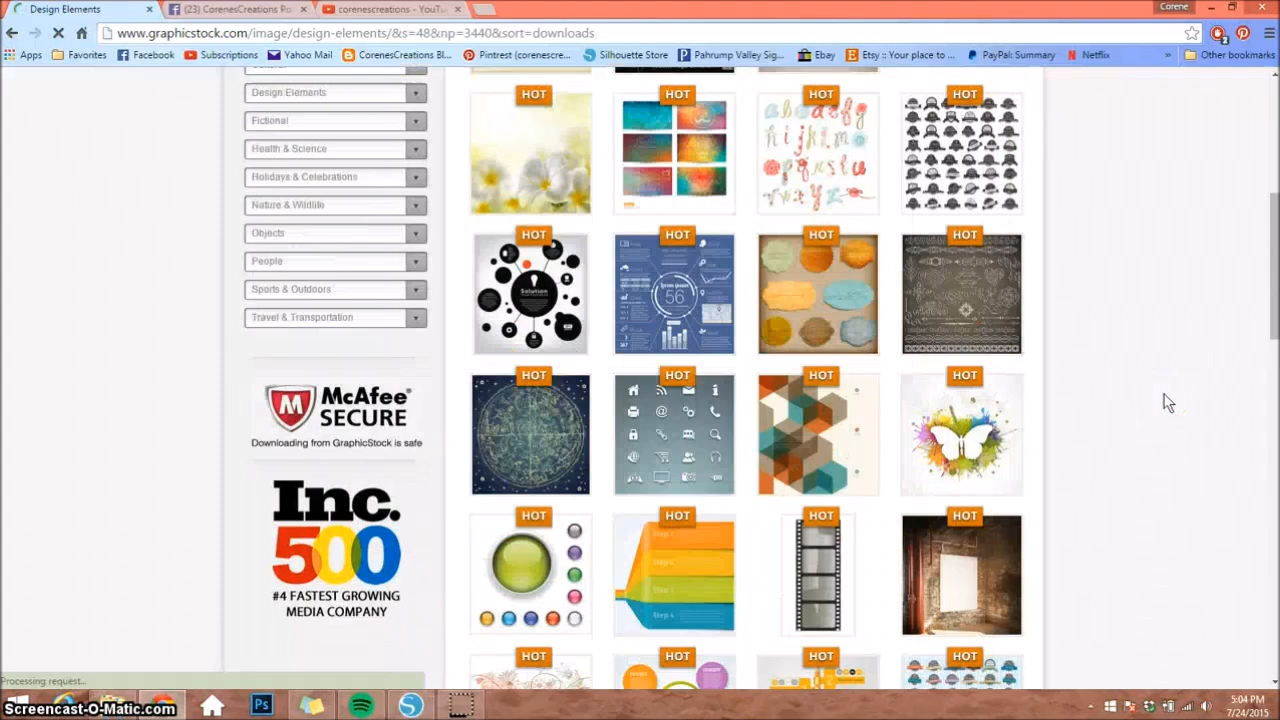 Design Elements
(23) CorenesCreations Po
corenescreations - YouTu
Corene
www.graphicstock.com/image/design-elements/&s=48&np=3440&sort=downloads
Apps
Favorites
Facebook
Subscriptions
Yahoo Mail
CorenesCreations Bl...
Pintrest (corenescre...
Silhouette Store
Pahrump Valley Sig...
Ebay
Etsy :: Your place to ...
PayPal: Summary
Netflix
»
Other bookmarks
Design Elements
Fictional
Health & Science
Holidays & Celebrations
Nature & Wildlife
Objects
People
Sports & Outdoors
Travel & Transportation
McAfee®
SECURE
Downloading from GraphicStock is safe
Inc.
500
#4 FASTEST GROWING
MEDIA COMPANY
HOT HOT HOT HOT
HOT HOT HOT HOT
Solution
56
HOT HOT HOT HOT
HOT HOT HOT HOT
Step 4
HOT HOT HOT HOT
Processing request...
Ps
Screencast-O-Matic.com
5:04 PM
7/24/2015